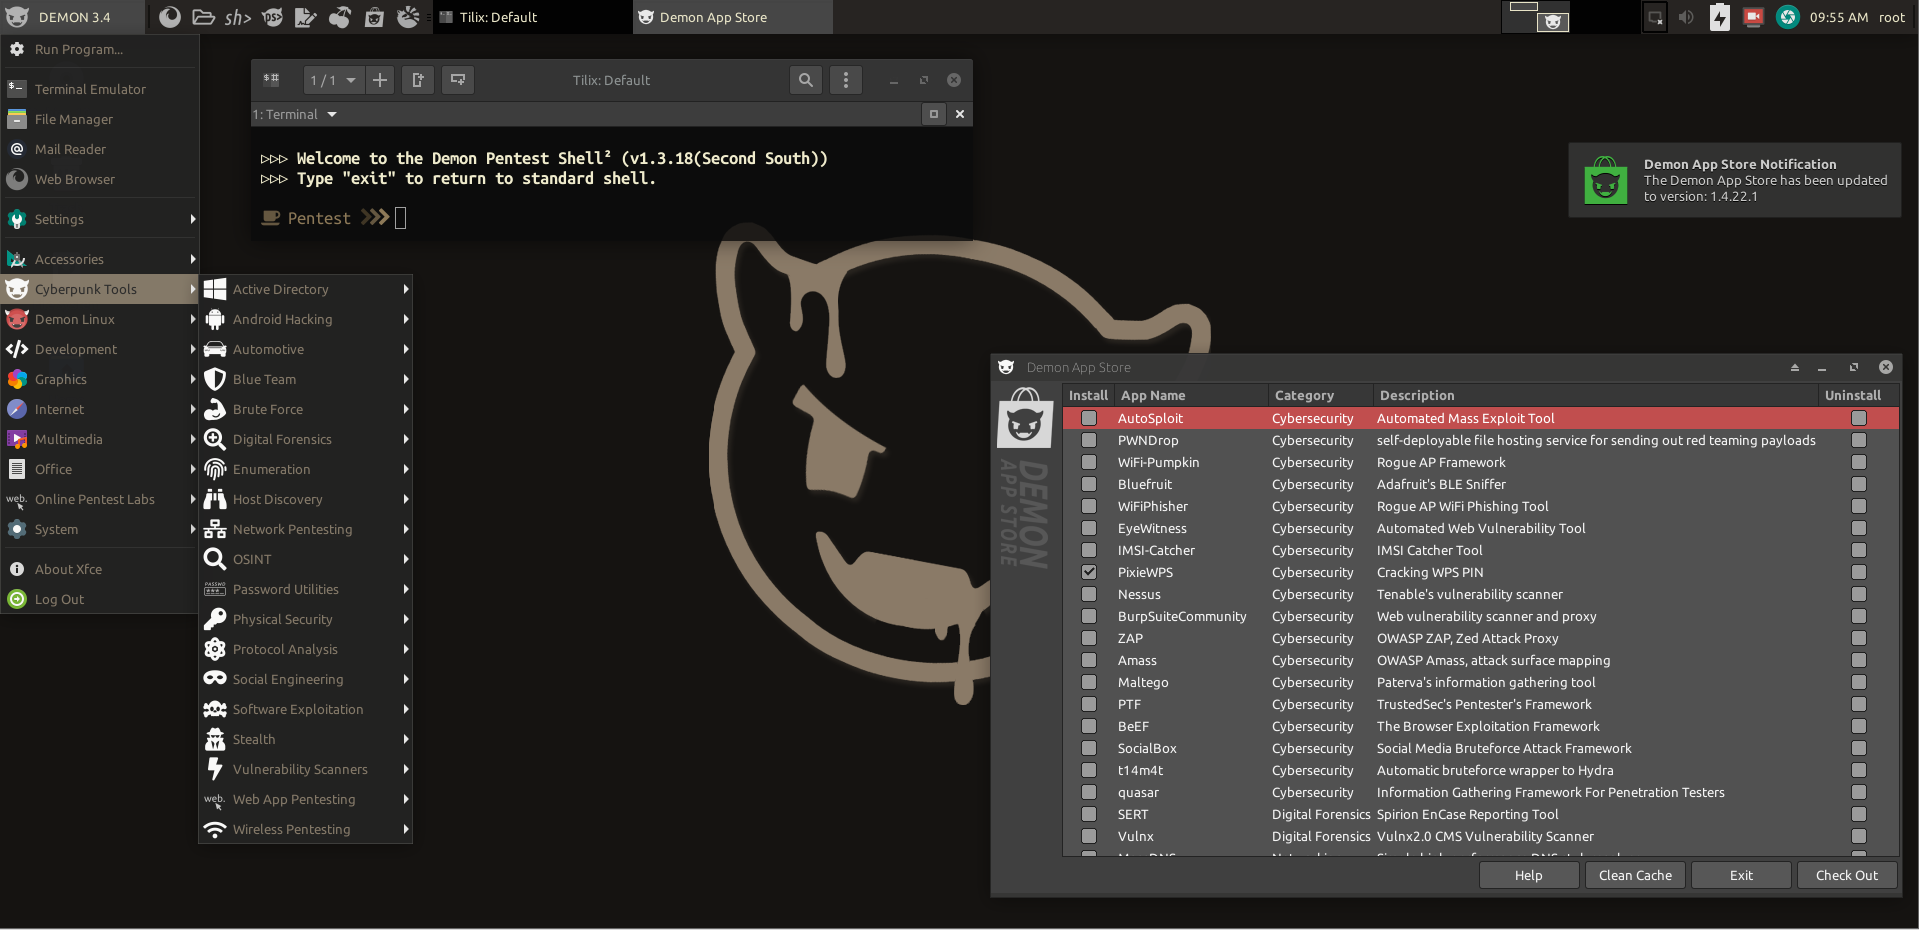 DEMON 3.4
sh>
DS>
Tilix: Default
Demon App Store
09:55 AM
root
Run Program...
Terminal Emulator
File Manager
Mail Reader
Web Browser
Settings
Accessories
Cyberpunk Tools
Demon Linux
Development
Graphics
Internet
Multimedia
Office
web. Online Pentest Labs
System
About Xfce
Log Out
Active Directory
Android Hacking
Automotive
Blue Team
Brute Force
Digital Forensics
Enumeration
Host Discovery
Network Pentesting
OSINT
PASSWD Password Utilities
Physical Security
Protocol Analysis
Social Engineering
Software Exploitation
Stealth
Vulnerability Scanners
web. Web App Pentesting
Wireless Pentesting
1 / 1
Tilix: Default
1: Terminal
▷▷▷ Welcome to the Demon Pentest Shell² (v1.3.18(Second South))
▷▷▷ Type "exit" to return to standard shell.
Pentest
Demon App Store Notification
The Demon App Store has been updated
to version: 1.4.22.1
Demon App Store
DEMON
APP STORE
Install App Name Category Description Uninstall
AutoSploit Cybersecurity Automated Mass Exploit Tool
PWNDrop Cybersecurity self-deployable file hosting service for sending out red teaming payloads
WiFi-Pumpkin Cybersecurity Rogue AP Framework
Bluefruit Cybersecurity Adafruit's BLE Sniffer
WiFiPhisher Cybersecurity Rogue AP WiFi Phishing Tool
EyeWitness Cybersecurity Automated Web Vulnerability Tool
IMSI-Catcher Cybersecurity IMSI Catcher Tool
PixieWPS Cybersecurity Cracking WPS PIN
Nessus Cybersecurity Tenable's vulnerability scanner
BurpSuiteCommunity Cybersecurity Web vulnerability scanner and proxy
ZAP Cybersecurity OWASP ZAP, Zed Attack Proxy
Amass Cybersecurity OWASP Amass, attack surface mapping
Maltego Cybersecurity Paterva's information gathering tool
PTF Cybersecurity TrustedSec's Pentester's Framework
BeEF Cybersecurity The Browser Exploitation Framework
SocialBox Cybersecurity Social Media Bruteforce Attack Framework
t14m4t Cybersecurity Automatic bruteforce wrapper to Hydra
quasar Cybersecurity Information Gathering Framework For Penetration Testers
SERT Digital Forensics Spirion EnCase Reporting Tool
Vulnx Digital Forensics Vulnx2.0 CMS Vulnerability Scanner
Help
Clean Cache
Exit
Check Out